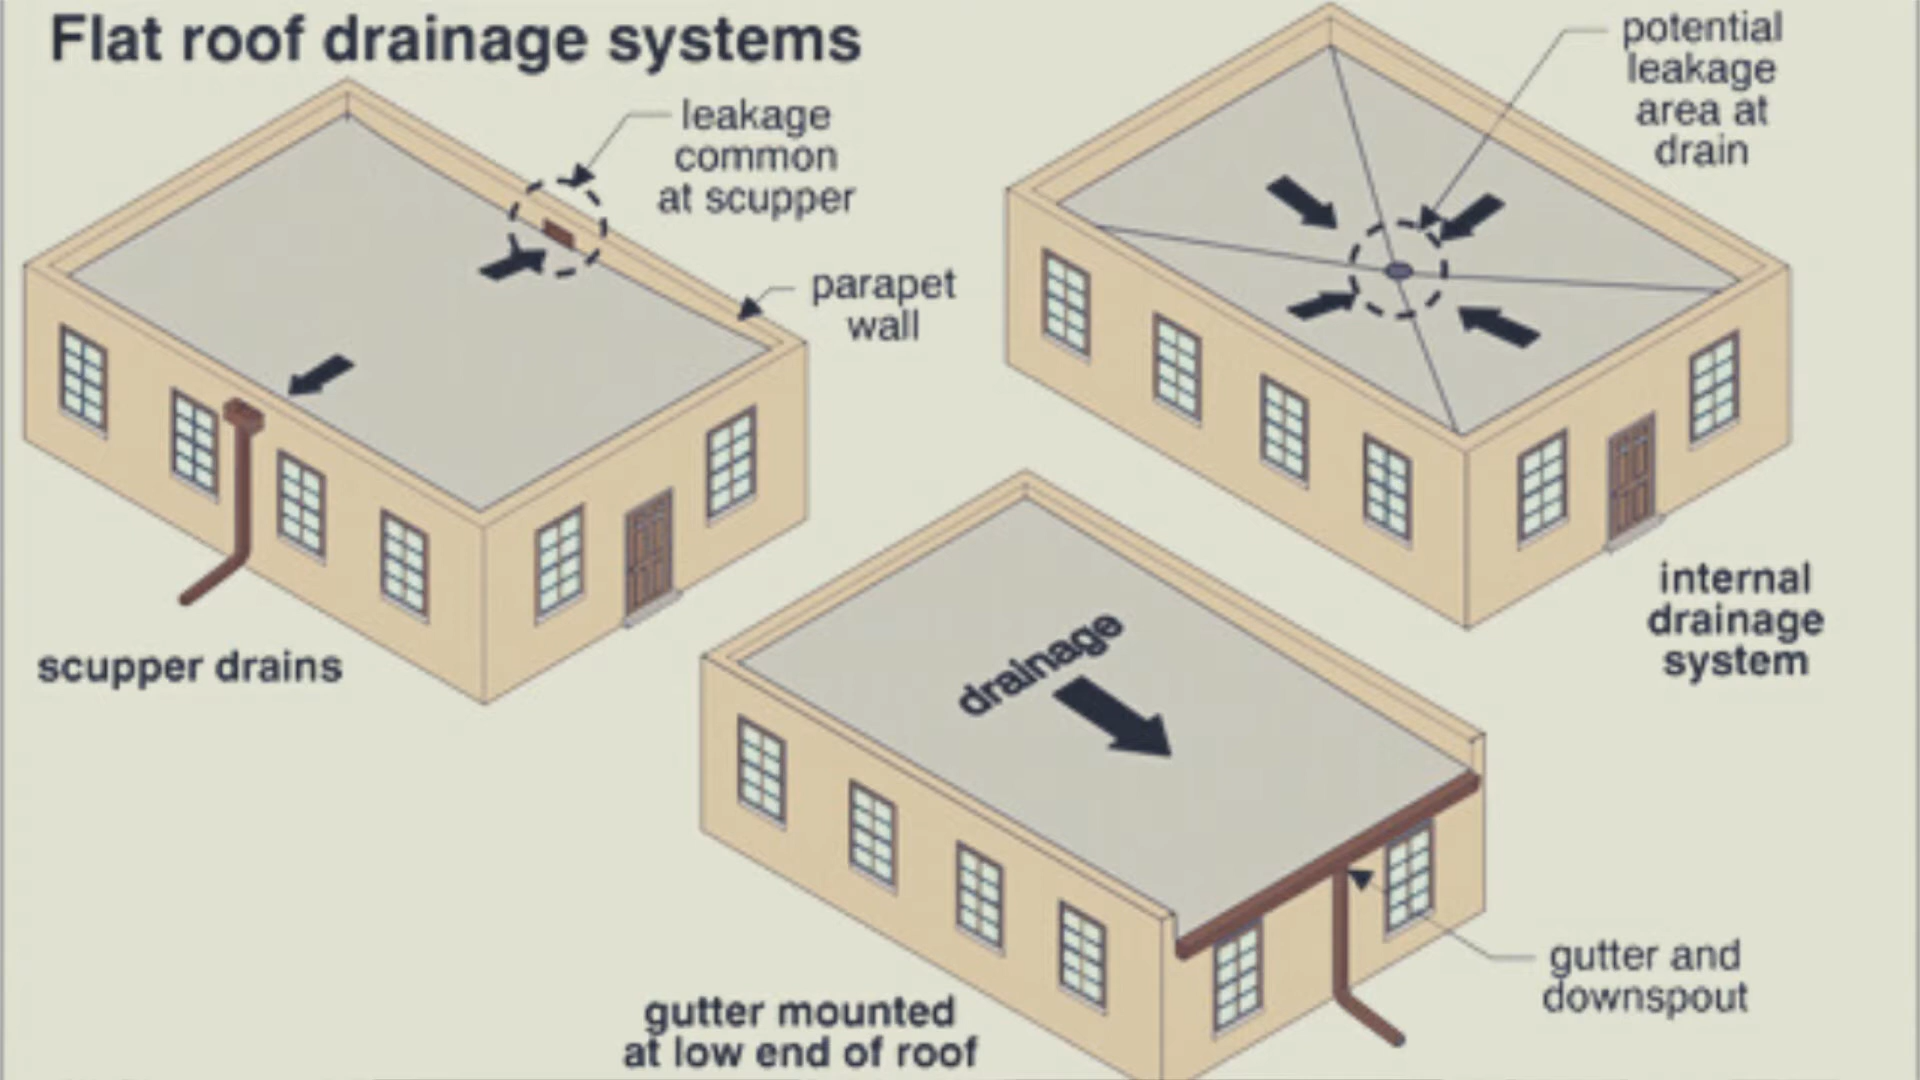 Flat roof drainage systems
leakage
common
at scupper
parapet
wall
scupper drains
potential
leakage
area at
drain
internal
drainage
system
drainage
gutter and
downspout
gutter mounted
at low end of roof